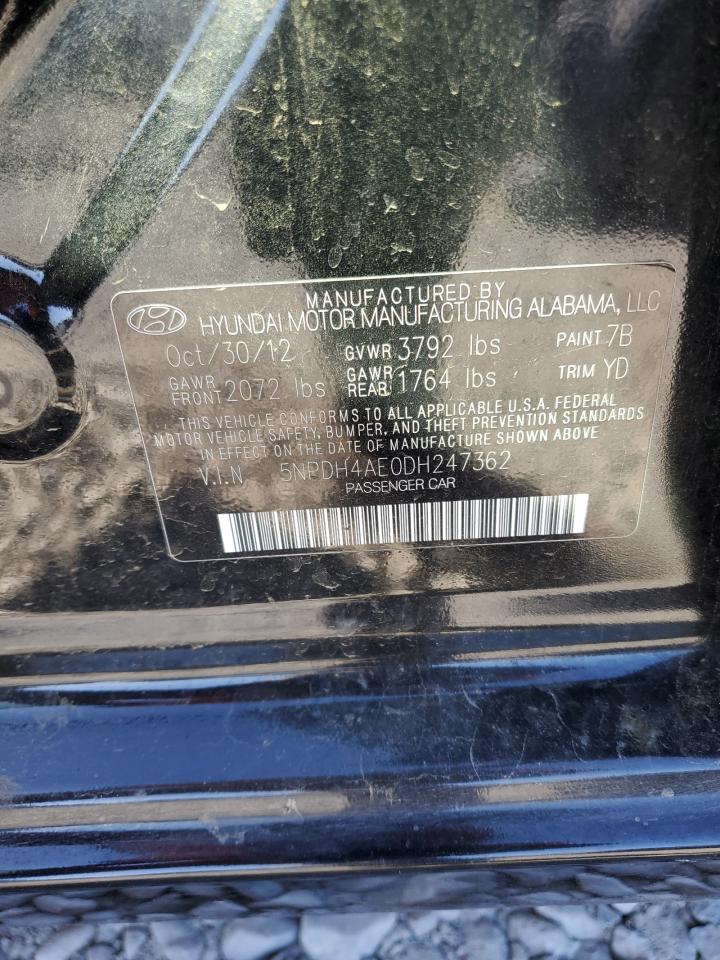 MANUFACTURED BY
HYUNDAI MOTOR MANUFACTURING ALABAMA, LLC
Oct/30/12 GVWR 3792 lbs PAINT 7B
GAWR FRONT 2072 lbs GAWR REAR 1764 lbs TRIM YD
THIS VEHICLE CONFORMS TO ALL APPLICABLE U.S.A. FEDERAL
MOTOR VEHICLE SAFETY, BUMPER, AND THEFT PREVENTION STANDARDS
IN EFFECT ON THE DATE OF MANUFACTURE SHOWN ABOVE.
V.I.N 5NPDH4AE0DH247362
PASSENGER CAR